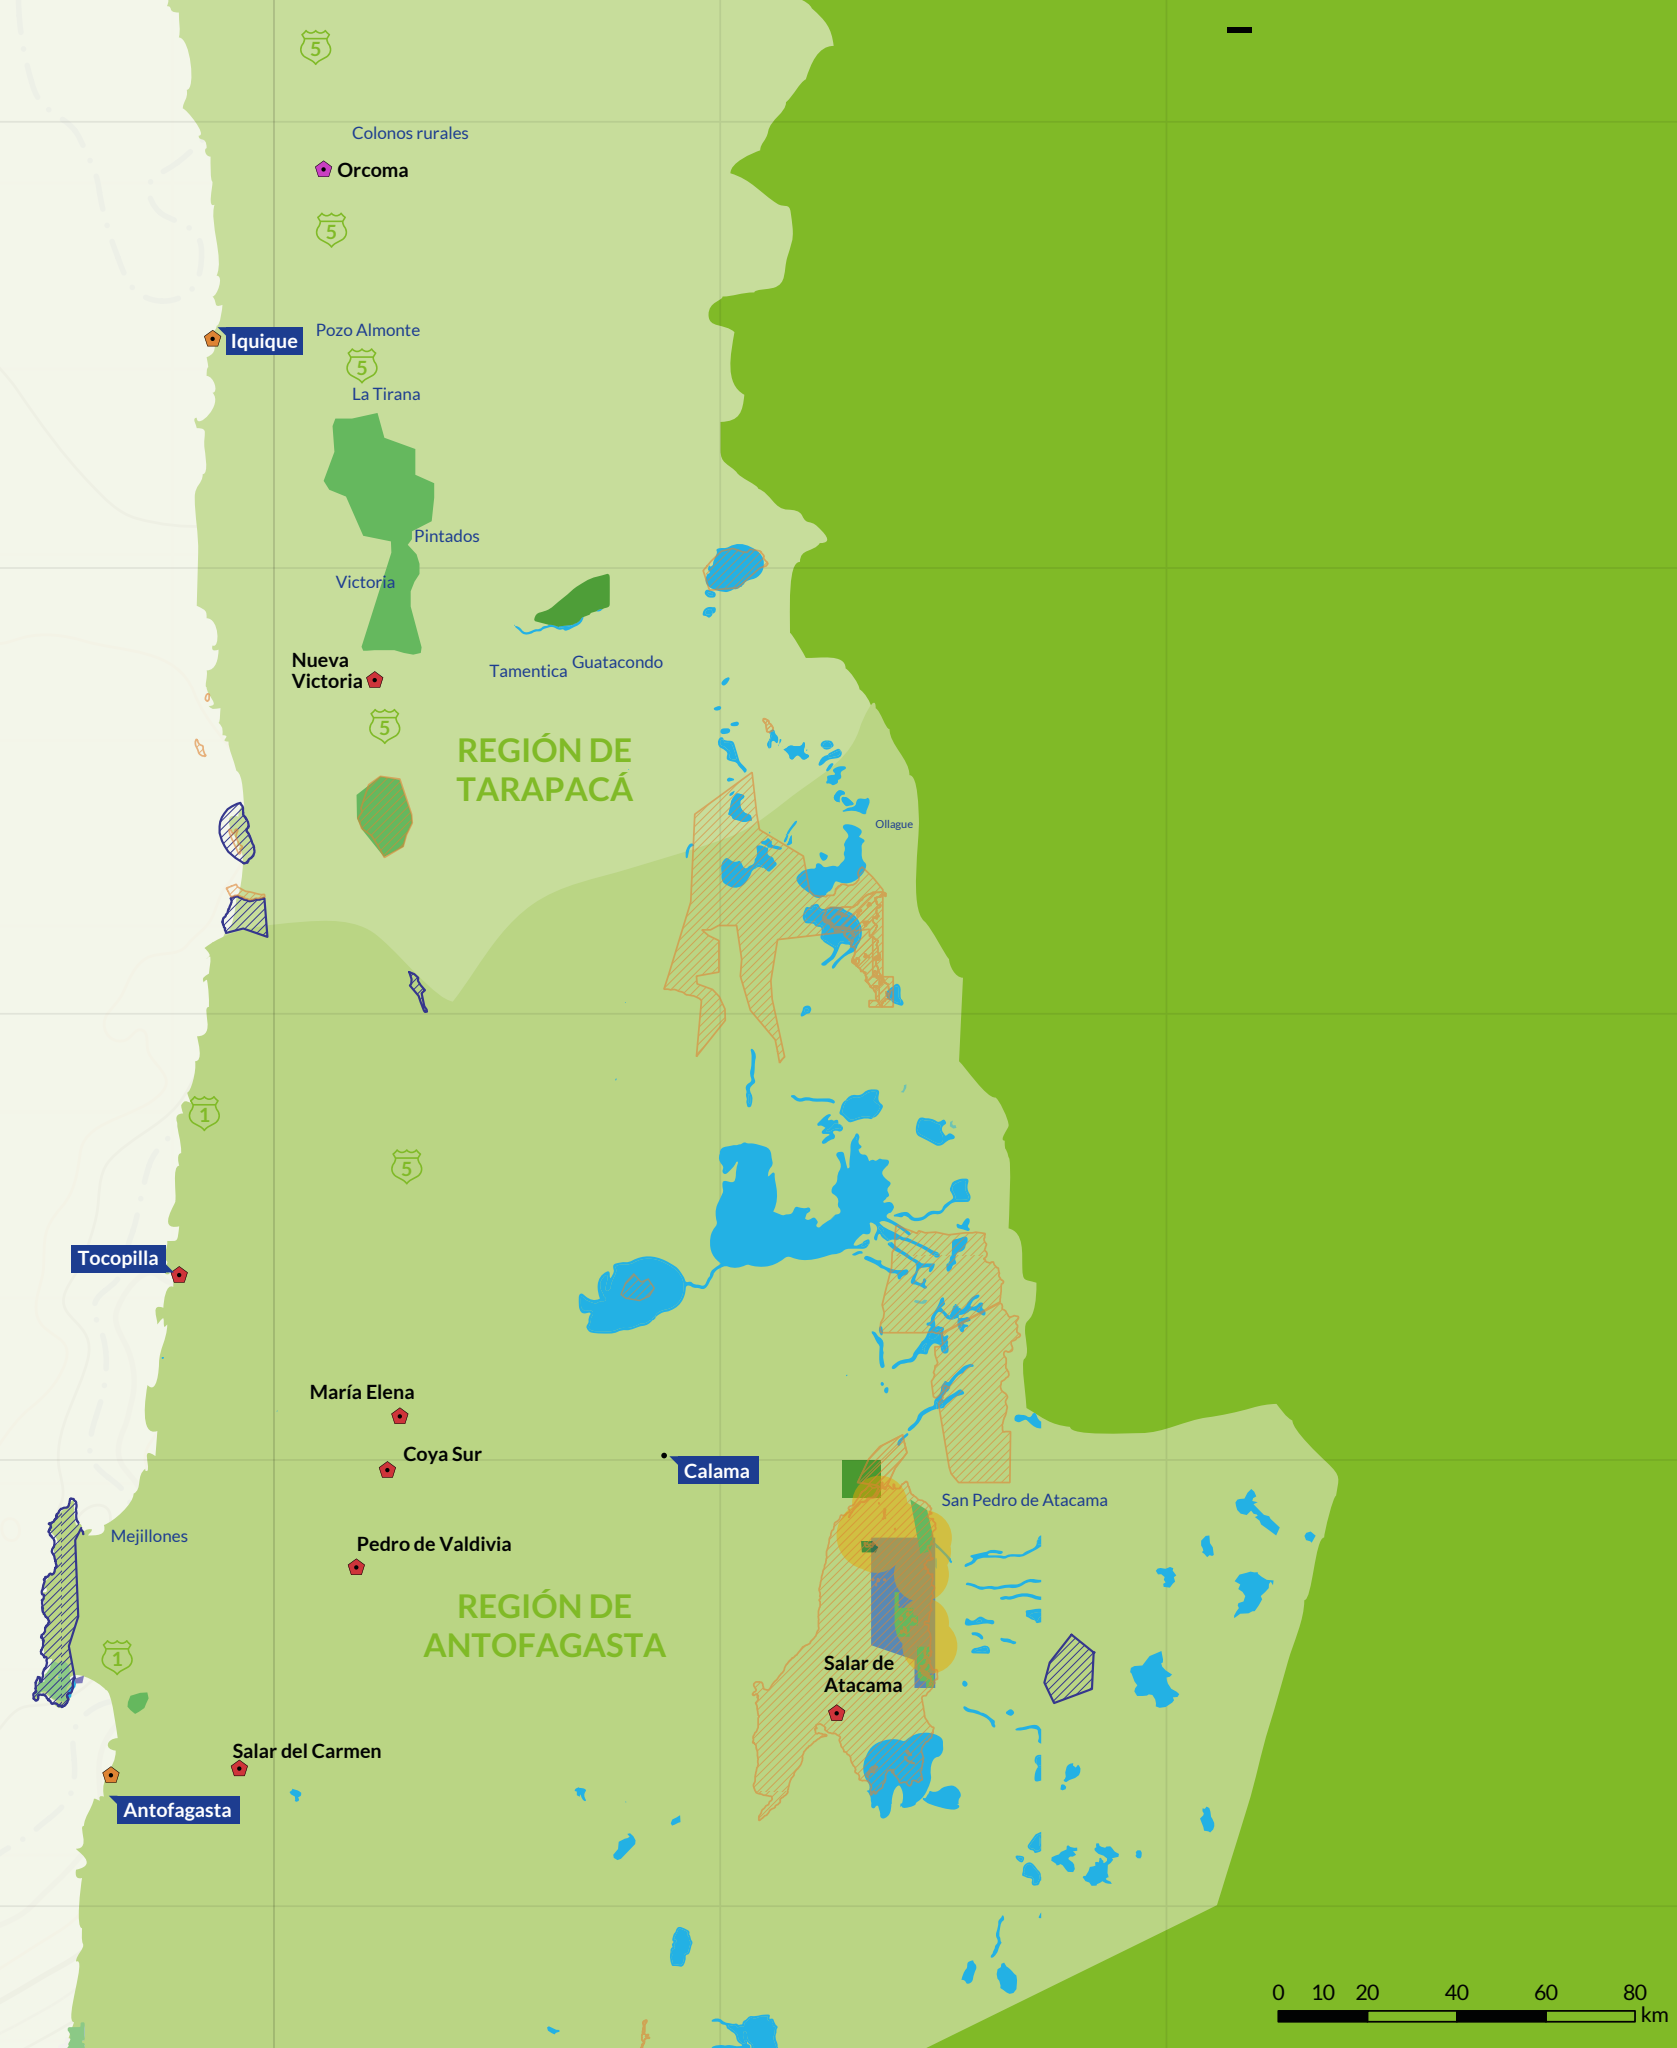 5
Colonos rurales
Orcoma
5
Iquique
Pozo Almonte
5
La Tirana
Pintados
Victoria
Nueva
Victoria
Tamentica
Guatacondo
5
REGIÓN DE
TARAPACÁ
Ollague
1
5
Tocopilla
María Elena
Coya Sur
Calama
San Pedro de Atacama
Mejillones
Pedro de Valdivia
REGIÓN DE
ANTOFAGASTA
1
Salar de
Atacama
Salar del Carmen
Antofagasta
0 10 20 40 60 80
km